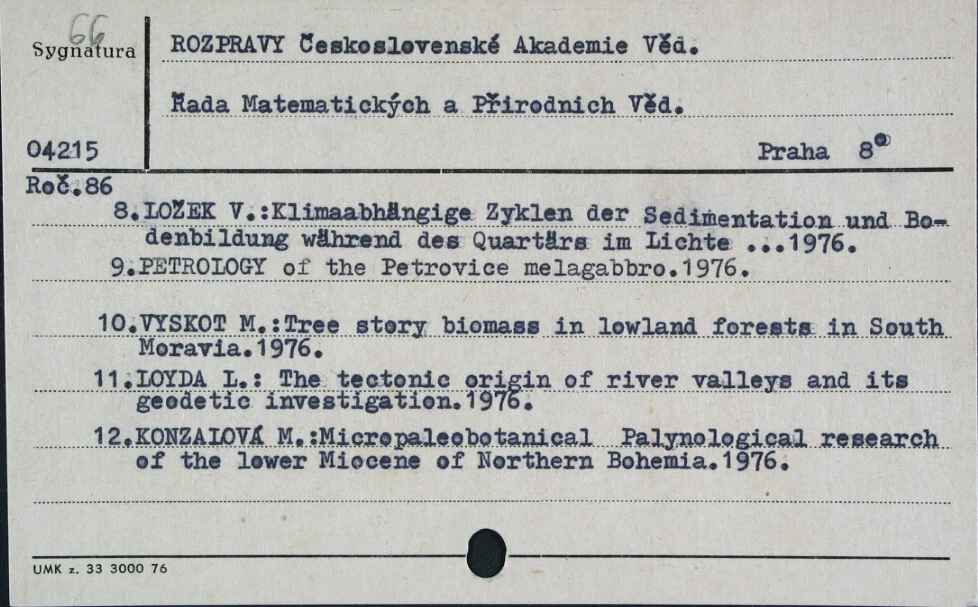 66
Sygnatura
ROZPRAVY Československé Akademie Věd.
Řada Matematických a Přirodnich Věd.
04215
Praha 8°
Roč.86
8.LOŽEK V.:Klimaabhängige Zyklen der Sedimentation und Bo-
denbildung während des Quartärs im Lichte ...1976.
9.PETROLOGY of the Petrovice melagabbro.1976.
10.VYSKOT M.:Tree story biomass in lowland forests in South
Moravia.1976.
11.LOYDA L.: The tectonic origin of river valleys and its
geodetic investigation.1976.
12.KONZALOVÁ M.:Micropaleobotanical Palynological research
of the lower Miocene of Northern Bohemia.1976.
UMK z. 33 3000 76